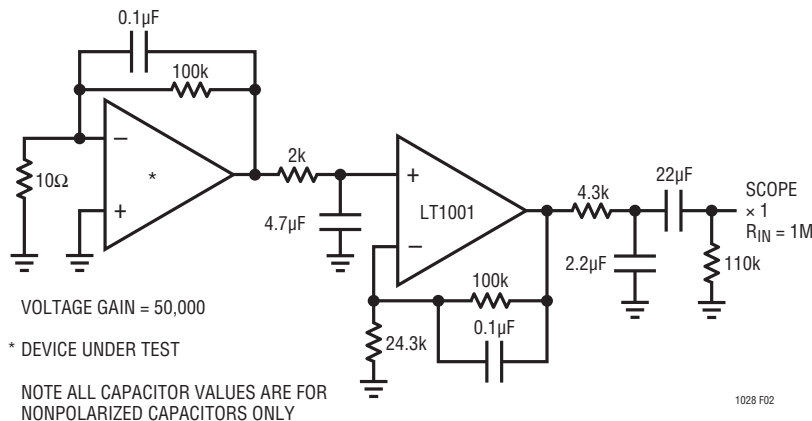 0.1µF
100k
10Ω
–
*
+
2k
4.7µF
+
LT1001
–
24.3k
100k
0.1µF
4.3k
22µF
2.2µF
110k
SCOPE
× 1
R_IN = 1M
VOLTAGE GAIN = 50,000
* DEVICE UNDER TEST
NOTE ALL CAPACITOR VALUES ARE FOR
NONPOLARIZED CAPACITORS ONLY
1028 F02